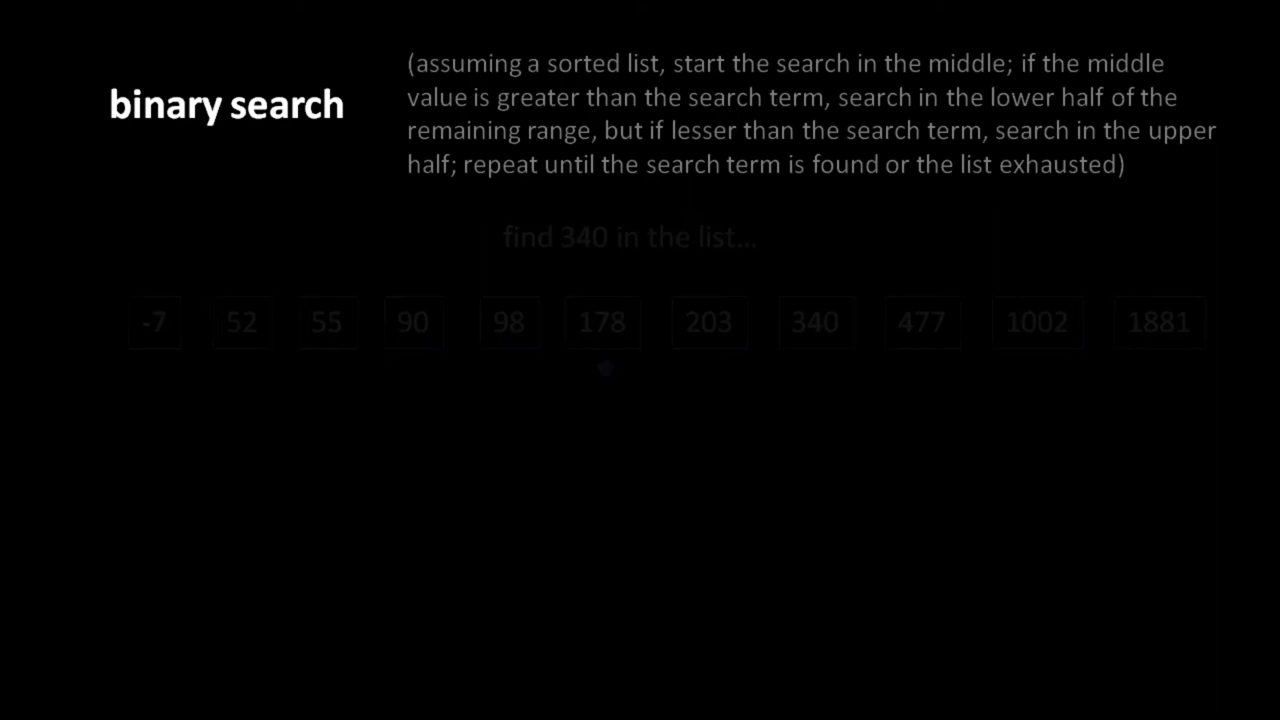 binary search
(assuming a sorted list, start the search in the middle; if the middle
value is greater than the search term, search in the lower half of the
remaining range, but if lesser than the search term, search in the upper
half; repeat until the search term is found or the list exhausted)
find 340 in the list...
-7 52 55 90 98 178 203 340 477 1002 1881